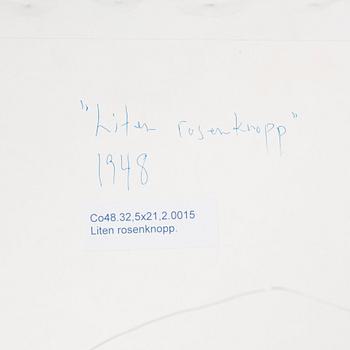 "Liten rosenknopp"
1948
Co48.32,5x21,2.0015
Liten rosenknopp.